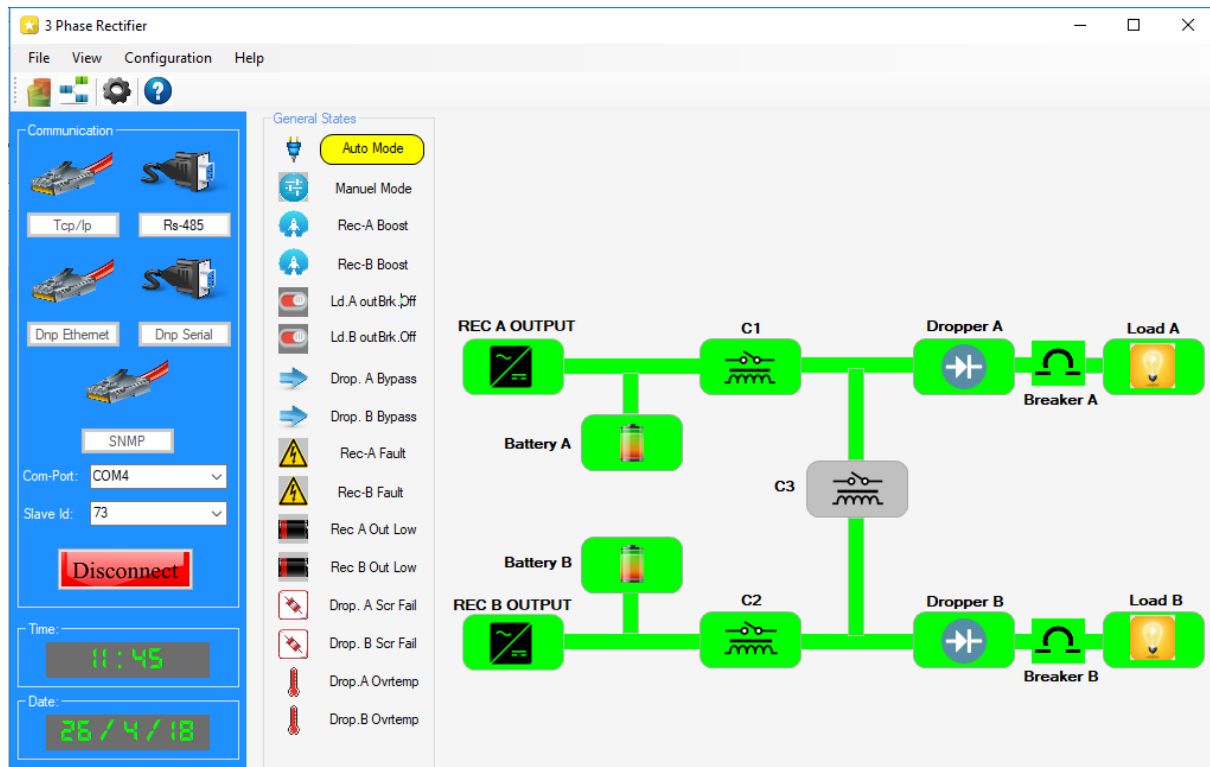 3 Phase Rectifier
File View Configuration Help
Communication
Tcp/Ip Rs-485
Dnp Ethernet Dnp Serial
SNMP
Com-Port: COM4
Slave Id: 73
Disconnect
Time:
11:45
Date:
26/4/18
General States
Auto Mode
Manuel Mode
Rec-A Boost
Rec-B Boost
Ld.A outBrk.Off
Ld.B outBrk.Off
Drop. A Bypass
Drop. B Bypass
Rec-A Fault
Rec-B Fault
Rec A Out Low
Rec B Out Low
Drop. A Scr Fail
Drop. B Scr Fail
Drop.A Ovrtemp
Drop.B Ovrtemp
REC A OUTPUT
C1
Dropper A
Load A
Breaker A
Battery A
C3
Battery B
REC B OUTPUT
C2
Dropper B
Load B
Breaker B